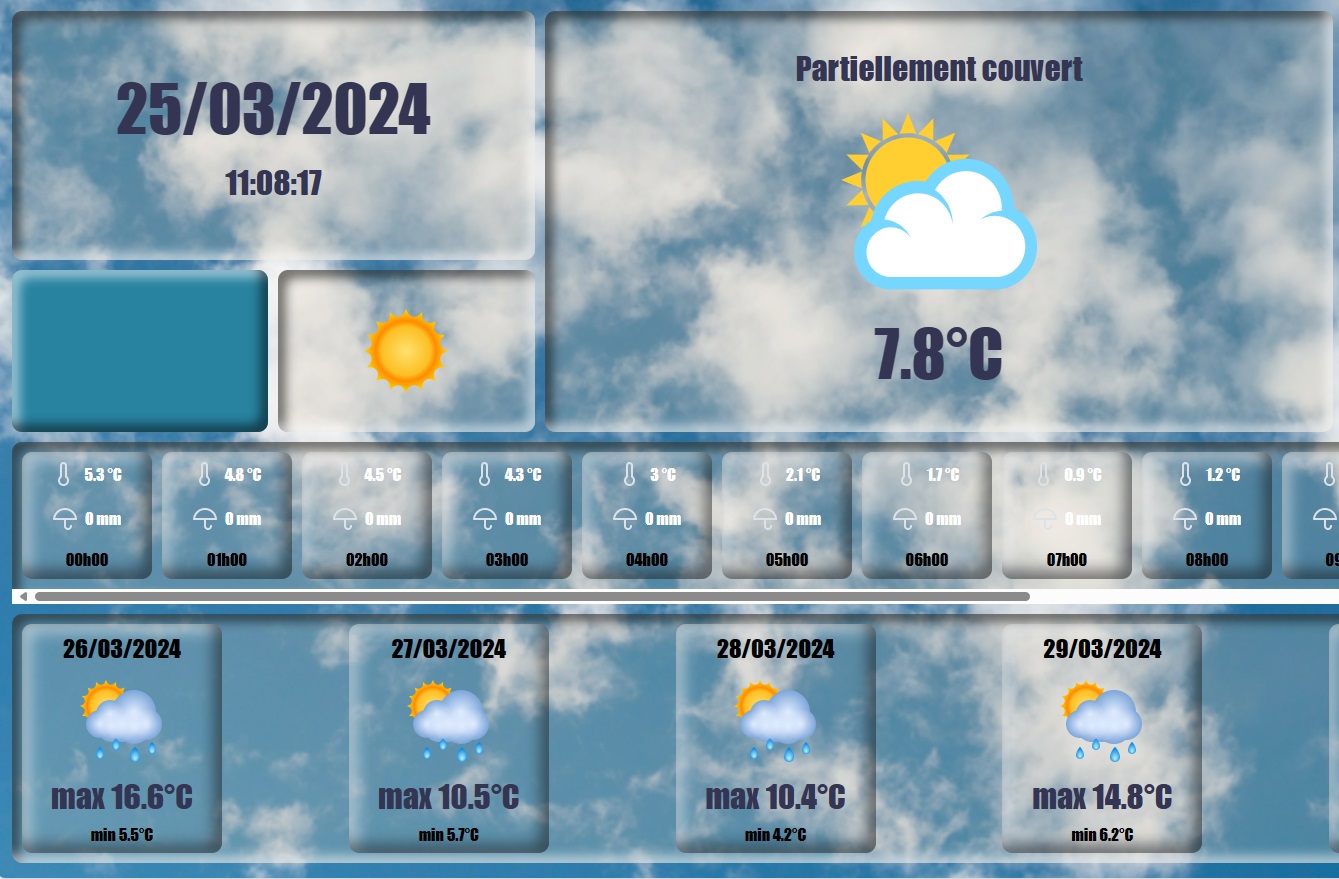 25/03/2024
11:08:17
Partiellement couvert
7.8°C
5.3 °C
0 mm
00h00
4.6 °C
0 mm
01h00
4.5 °C
0 mm
02h00
4.3 °C
0 mm
03h00
3 °C
0 mm
04h00
2.1 °C
0 mm
05h00
1.7 °C
0 mm
06h00
0.9 °C
0 mm
07h00
1.2 °C
0 mm
08h00
26/03/2024
max 16.6°C
min 5.5°C
27/03/2024
max 10.5°C
min 5.7°C
28/03/2024
max 10.4°C
min 4.2°C
29/03/2024
max 14.8°C
min 6.2°C